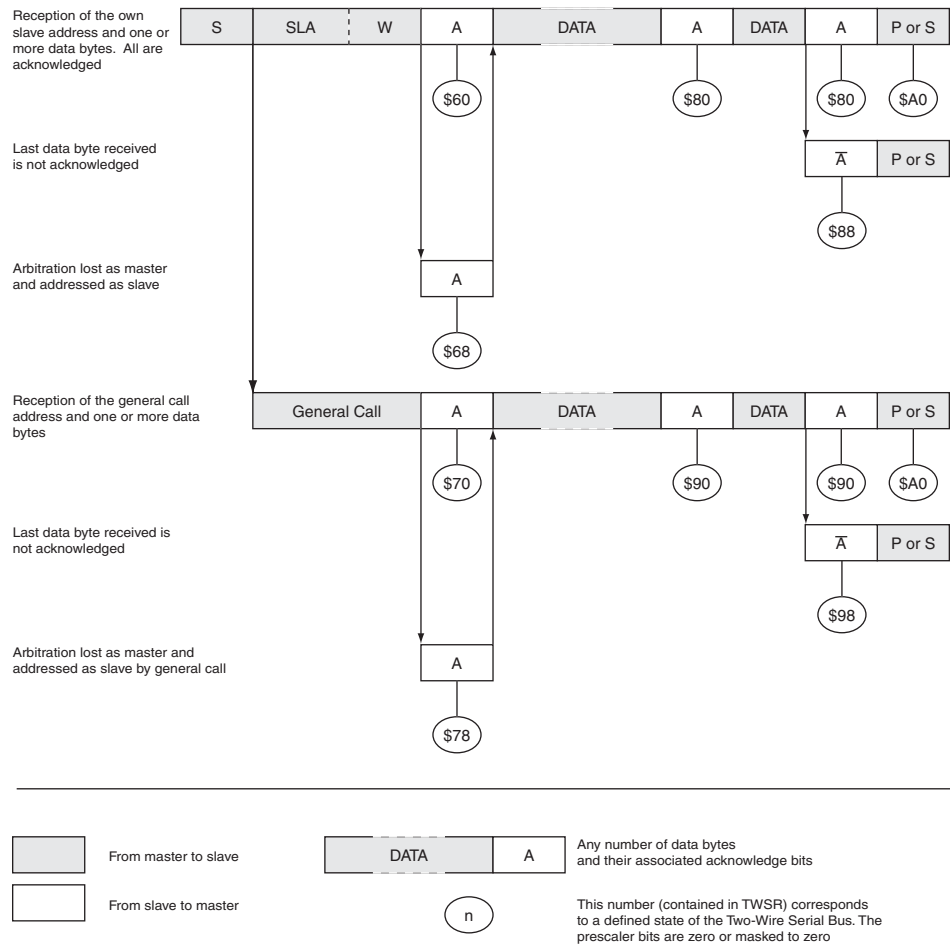 Reception of the own
slave address and one or
more data bytes. All are
acknowledged
S SLA W A DATA A DATA A P or S
$60 $80 $80 $A0
Last data byte received
is not acknowledged
A̅ P or S
$88
Arbitration lost as master
and addressed as slave
A
$68
Reception of the general call
address and one or more data
bytes
General Call A DATA A DATA A P or S
$70 $90 $90 $A0
Last data byte received is
not acknowledged
A̅ P or S
$98
Arbitration lost as master and
addressed as slave by general call
A
$78
From master to slave
DATA A
Any number of data bytes
and their associated acknowledge bits
From slave to master
n
This number (contained in TWSR) corresponds
to a defined state of the Two-Wire Serial Bus. The
prescaler bits are zero or masked to zero